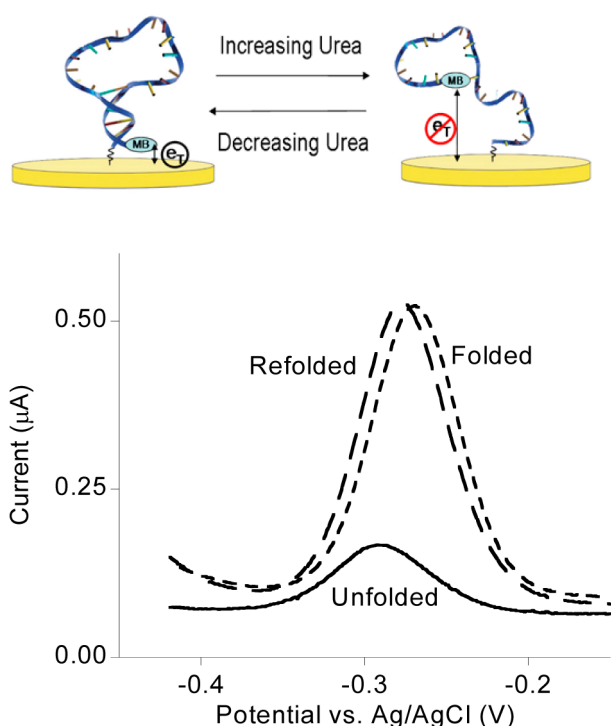 Increasing Urea
Decreasing Urea
MB
eT
MB
eT
0.50
Refolded
Folded
Current (μA)
0.25
Unfolded
0.00
-0.4
-0.3
-0.2
Potential vs. Ag/AgCl (V)